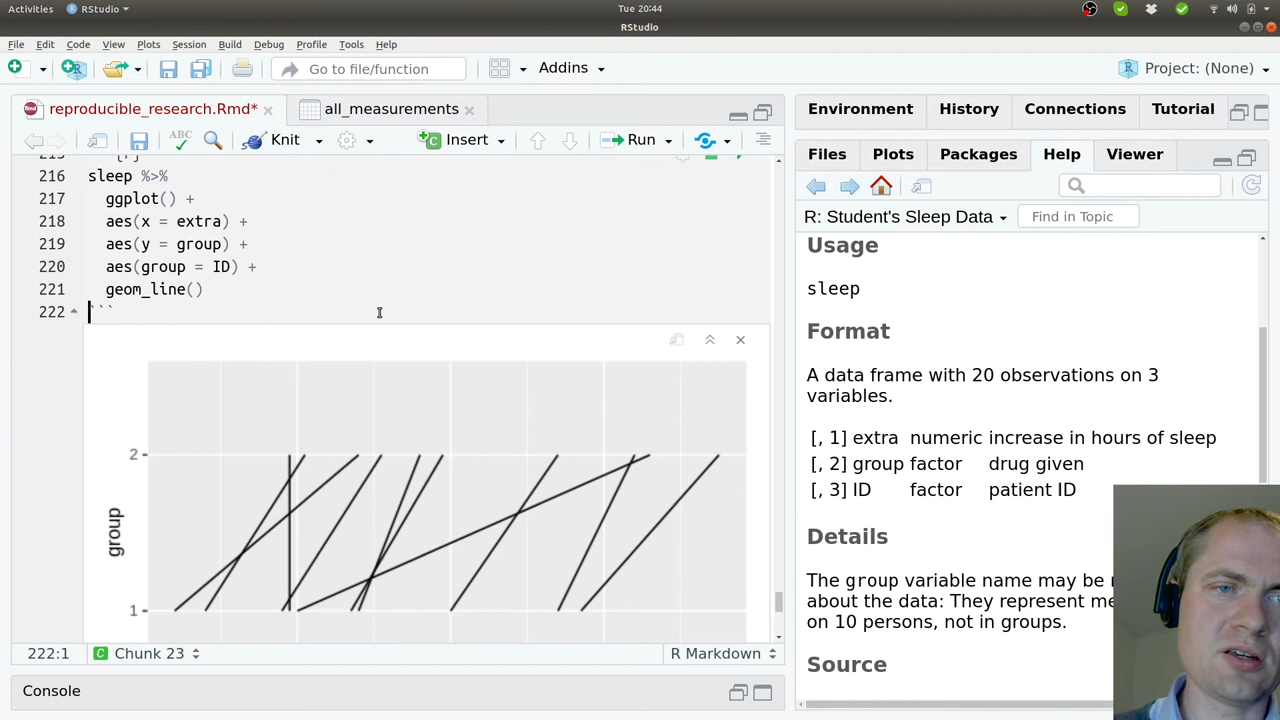 Activities RStudio Tue 20:44
RStudio
File Edit Code View Plots Session Build Debug Profile Tools Help
Go to file/function Addins Project: (None)
reproducible_research.Rmd* all_measurements
ABC Knit Insert Run
216 sleep %>%
217 ggplot() +
218 aes(x = extra) +
219 aes(y = group) +
220 aes(group = ID) +
221 geom_line()
222 ```
2
group
1
222:1 Chunk 23 R Markdown
Console
Environment History Connections Tutorial
Files Plots Packages Help Viewer
R: Student's Sleep Data Find in Topic
Usage
sleep
Format
A data frame with 20 observations on 3
variables.
[, 1] extra numeric increase in hours of sleep
[, 2] group factor drug given
[, 3] ID factor patient ID
Details
The group variable name may be
about the data: They represent me
on 10 persons, not in groups.
Source